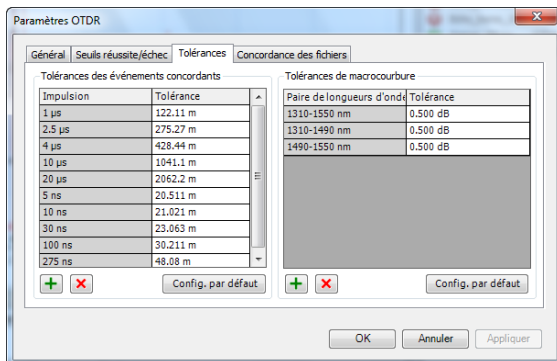 Paramètres OTDR
Général Seuils réussite/échec Tolérances Concordance des fichiers
Tolérances des événements concordants
Impulsion Tolérance
1 µs 122.11 m
2.5 µs 275.27 m
4 µs 428.44 m
10 µs 1041.1 m
20 µs 2062.2 m
5 ns 20.511 m
10 ns 21.021 m
30 ns 23.063 m
100 ns 30.211 m
275 ns 48.08 m
Config. par défaut
Tolérances de macrocourbure
Paire de longueurs d'onde Tolérance
1310-1550 nm 0.500 dB
1310-1490 nm 0.500 dB
1490-1550 nm 0.500 dB
Config. par défaut
OK Annuler Appliquer